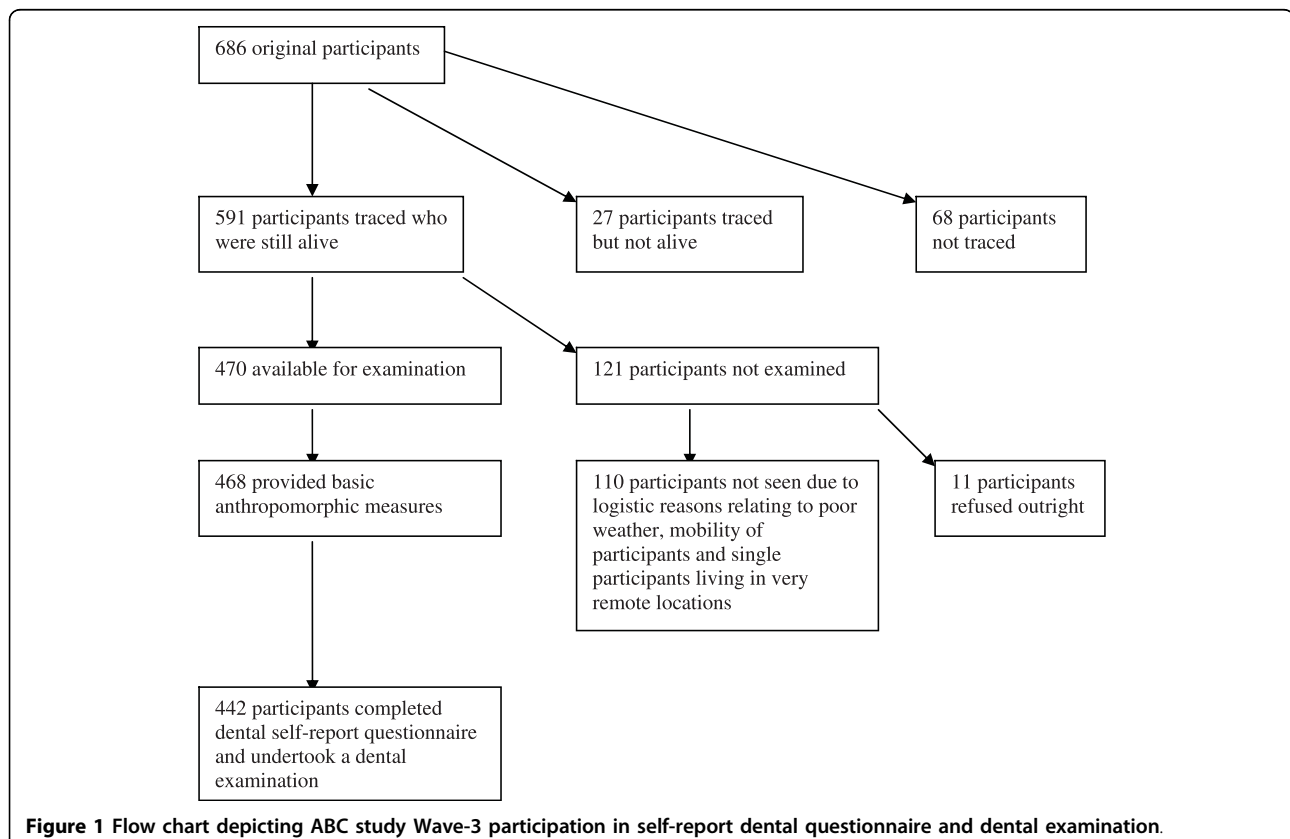 686 original participants
591 participants traced who
were still alive
27 participants traced
but not alive
68 participants
not traced
470 available for examination
121 participants not examined
468 provided basic
anthropomorphic measures
110 participants not seen due to
logistic reasons relating to poor
weather, mobility of
participants and single
participants living in very
remote locations
11 participants
refused outright
442 participants completed
dental self-report questionnaire
and undertook a dental
examination
Figure 1 Flow chart depicting ABC study Wave-3 participation in self-report dental questionnaire and dental examination.